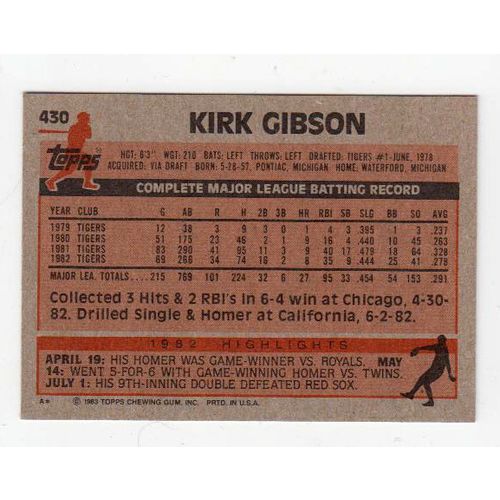 430
KIRK GIBSON
Topps
HGT: 6'3" WGT: 210 BATS: LEFT THROWS: LEFT DRAFTED: TIGERS #1-JUNE, 1978
ACQUIRED: VIA DRAFT BORN: 5-28-57, PONTIAC, MICHIGAN HOME: WATERFORD, MICHIGAN
COMPLETE MAJOR LEAGUE BATTING RECORD
YEAR CLUB G AB R H 2B 3B HR RBI SB SLG BB SO AVG
1979 TIGERS 12 38 3 9 3 0 1 4 3 .395 1 3 .237
1980 TIGERS 51 175 23 46 2 1 9 16 4 .440 10 45 .263
1981 TIGERS 83 290 41 95 11 3 9 40 17 .479 18 64 .328
1982 TIGERS 69 266 34 74 16 2 8 35 9 .444 25 41 .278
MAJOR LEA. TOTALS.... 215 769 101 224 32 6 27 95 33 .454 54 153 .291
Collected 3 Hits & 2 RBI's in 6-4 win at Chicago, 4-30-
82. Drilled Single & Homer at California, 6-2-82.
1982 HIGHLIGHTS
APRIL 19: HIS HOMER WAS GAME-WINNER VS. ROYALS. MAY
14: WENT 5-FOR-6 WITH GAME-WINNING HOMER VS. TWINS.
JULY 1: HIS 9TH-INNING DOUBLE DEFEATED RED SOX.
© 1983 TOPPS CHEWING GUM, INC. PRTD. IN U.S.A.